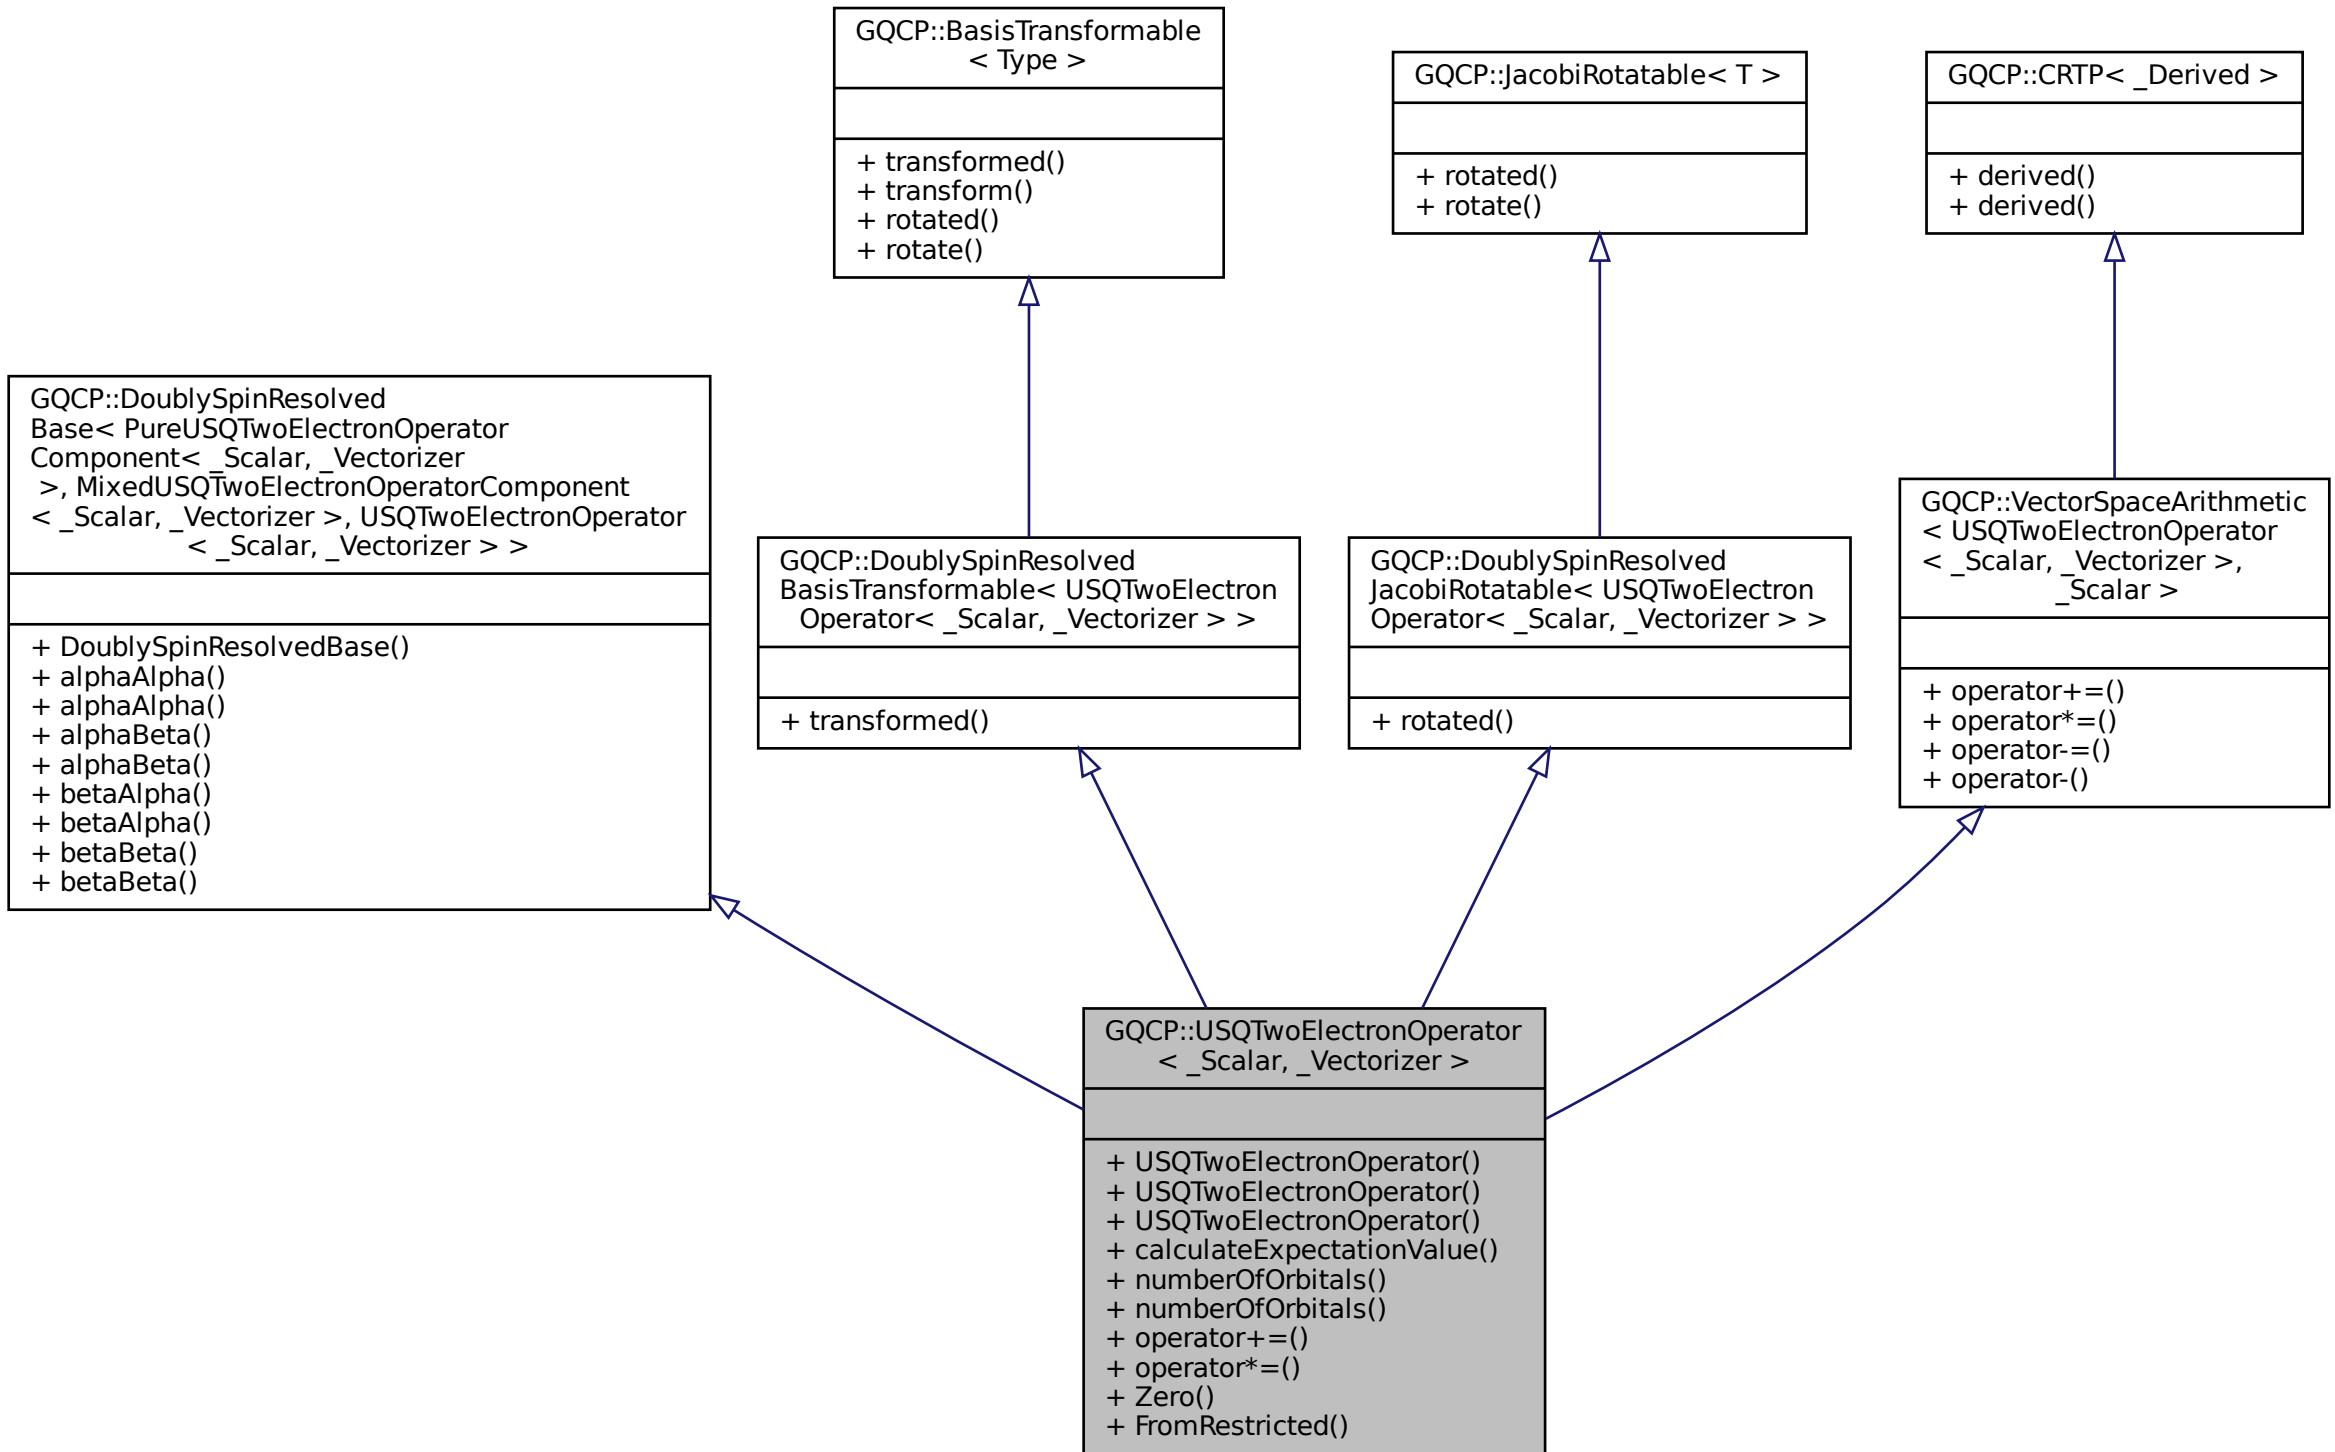 GQCP::BasisTransformable
< Type >
+ transformed()
+ transform()
+ rotated()
+ rotate()
GQCP::JacobiRotatable< T >
+ rotated()
+ rotate()
GQCP::CRTP< _Derived >
+ derived()
+ derived()
GQCP::DoublySpinResolved
Base< PureUSQTwoElectronOperator
Component< _Scalar, _Vectorizer
>, MixedUSQTwoElectronOperatorComponent
< _Scalar, _Vectorizer >, USQTwoElectronOperator
< _Scalar, _Vectorizer > >
+ DoublySpinResolvedBase()
+ alphaAlpha()
+ alphaAlpha()
+ alphaBeta()
+ alphaBeta()
+ betaAlpha()
+ betaAlpha()
+ betaBeta()
+ betaBeta()
GQCP::DoublySpinResolved
BasisTransformable< USQTwoElectron
Operator< _Scalar, _Vectorizer > >
+ transformed()
GQCP::DoublySpinResolved
JacobiRotatable< USQTwoElectron
Operator< _Scalar, _Vectorizer > >
+ rotated()
GQCP::VectorSpaceArithmetic
< USQTwoElectronOperator
< _Scalar, _Vectorizer >,
_Scalar >
+ operator+=()
+ operator*=()
+ operator-=()
+ operator-()
GQCP::USQTwoElectronOperator
< _Scalar, _Vectorizer >
+ USQTwoElectronOperator()
+ USQTwoElectronOperator()
+ USQTwoElectronOperator()
+ calculateExpectationValue()
+ numberOfOrbitals()
+ numberOfOrbitals()
+ operator+=()
+ operator*=()
+ Zero()
+ FromRestricted()